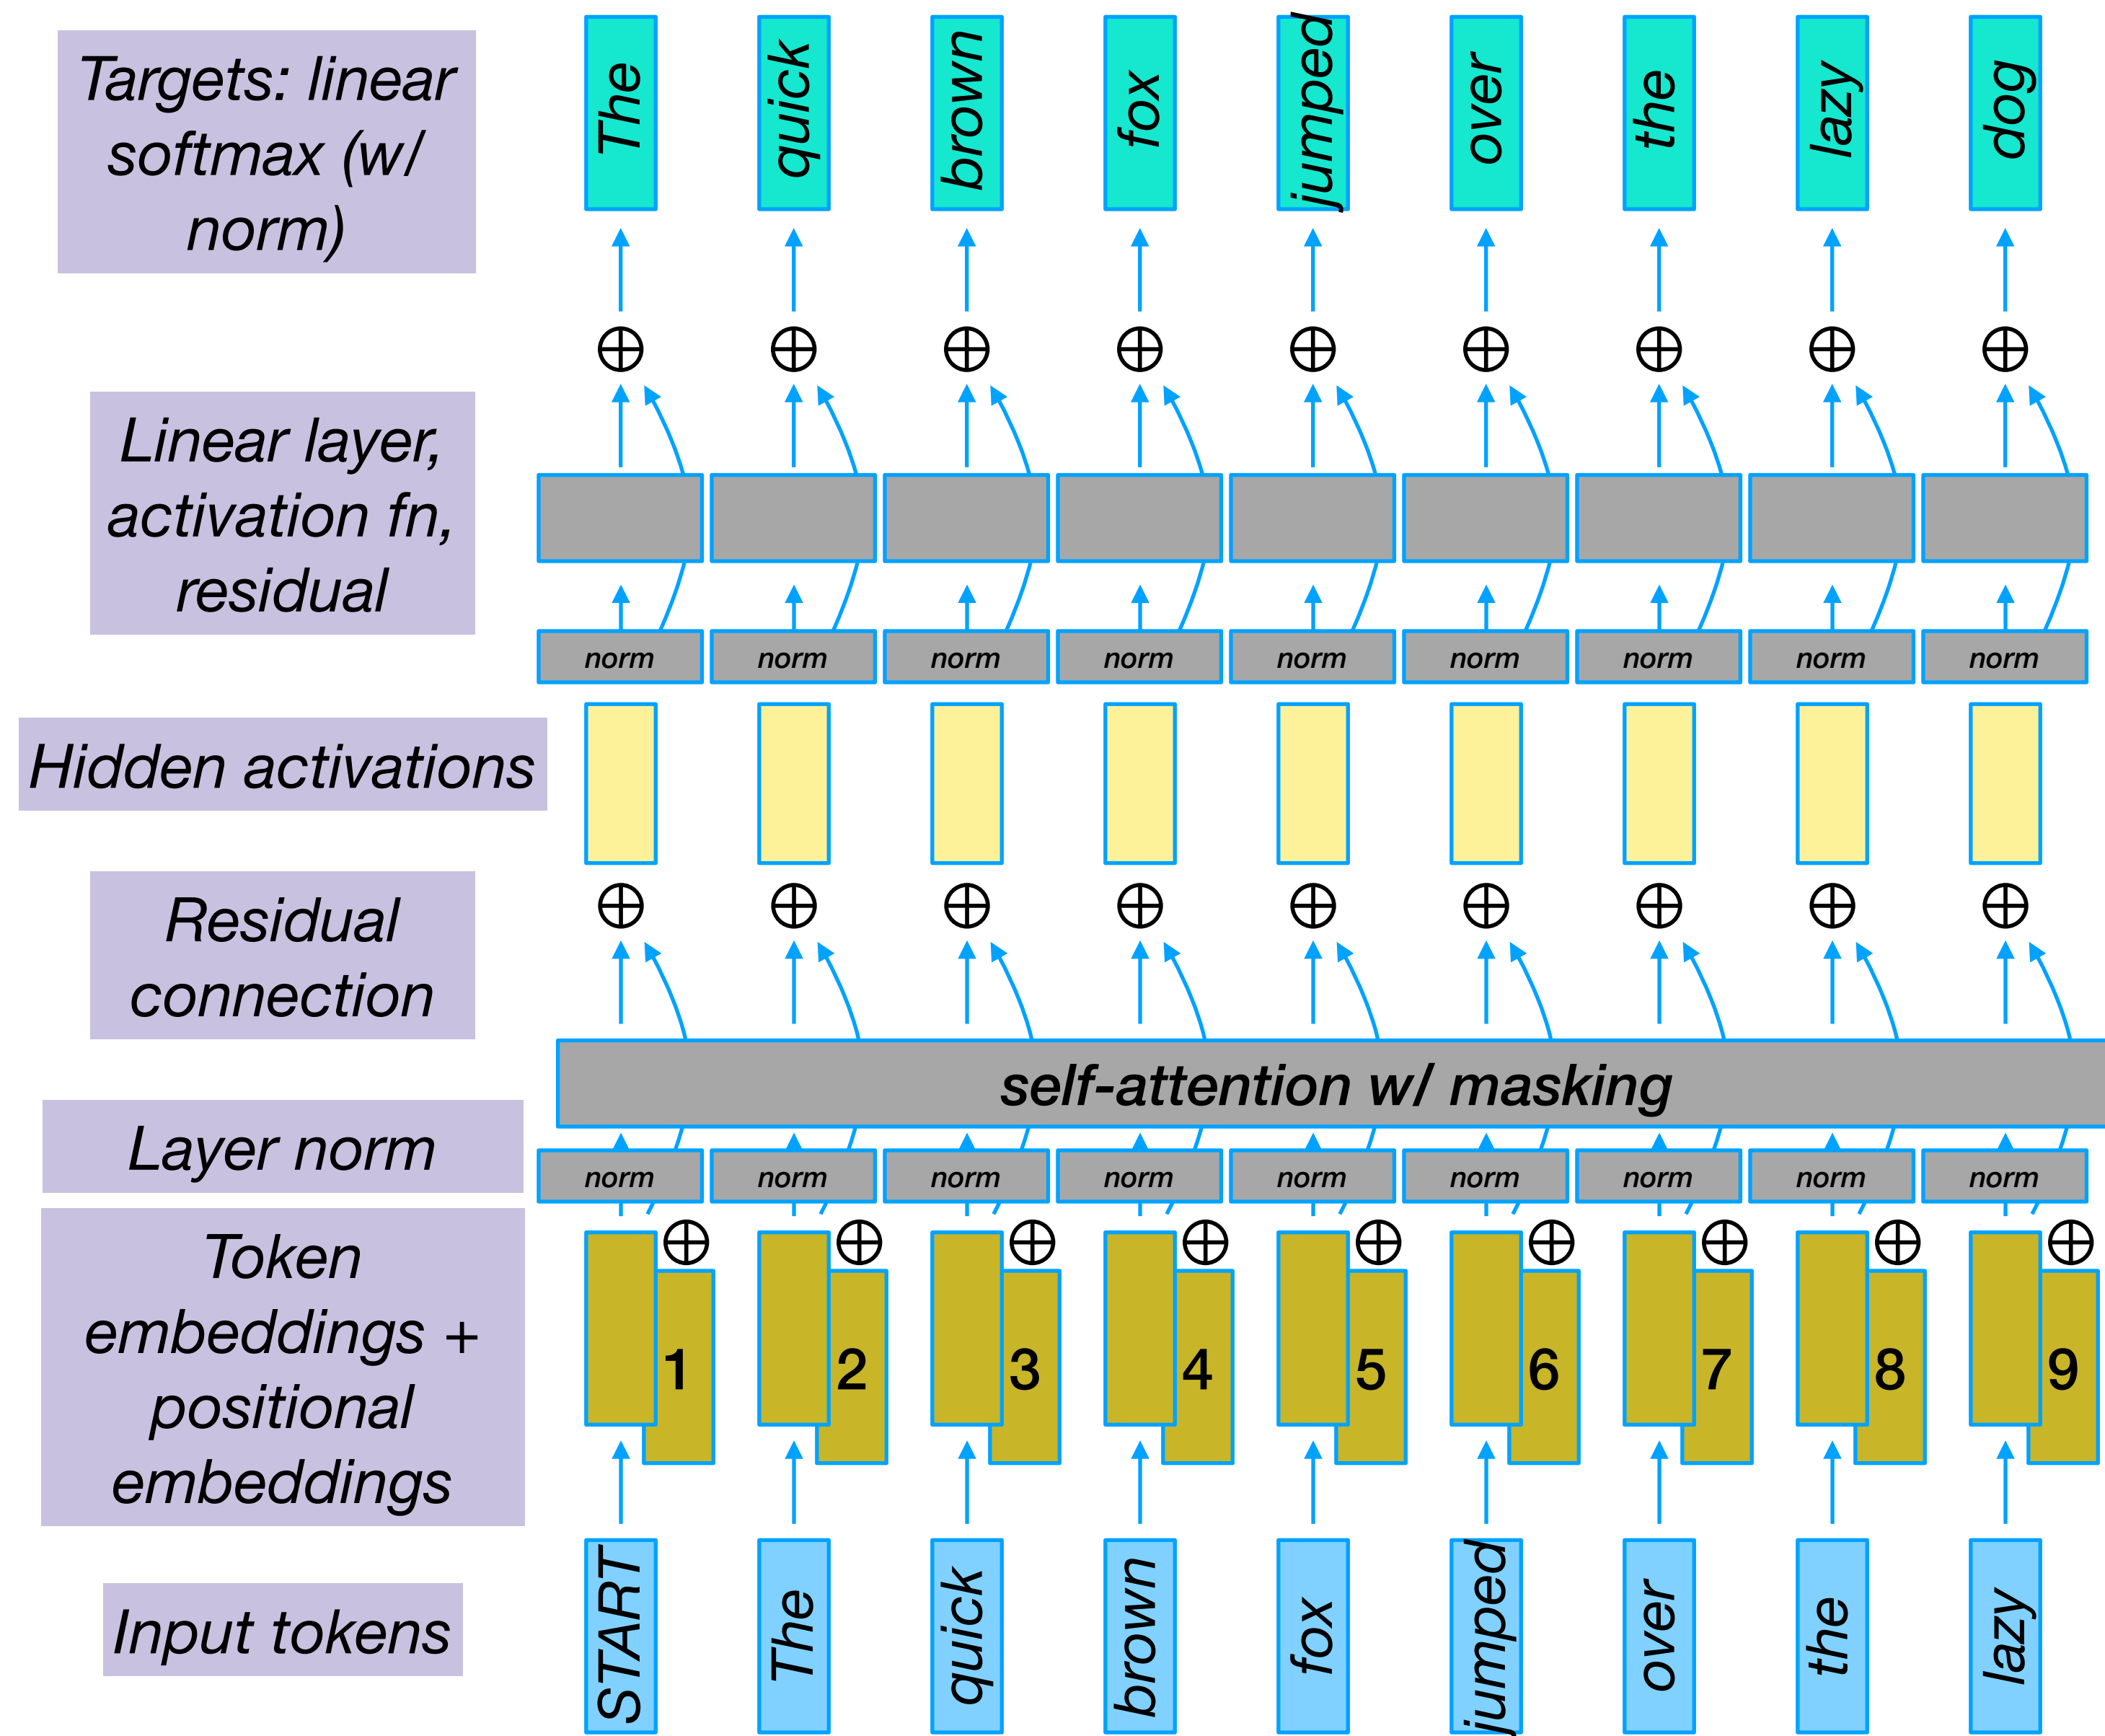 Targets: linear
softmax (w/
norm)
The
quick
brown
fox
jumped
over
the
lazy
dog
Linear layer,
activation fn,
residual
norm
norm
norm
norm
norm
norm
norm
norm
norm
Hidden activations
Residual
connection
self-attention w/ masking
Layer norm
norm
norm
norm
norm
norm
norm
norm
norm
norm
Token
embeddings +
positional
embeddings
1
2
3
4
5
6
7
8
9
Input tokens
START
The
quick
brown
fox
jumped
over
the
lazy